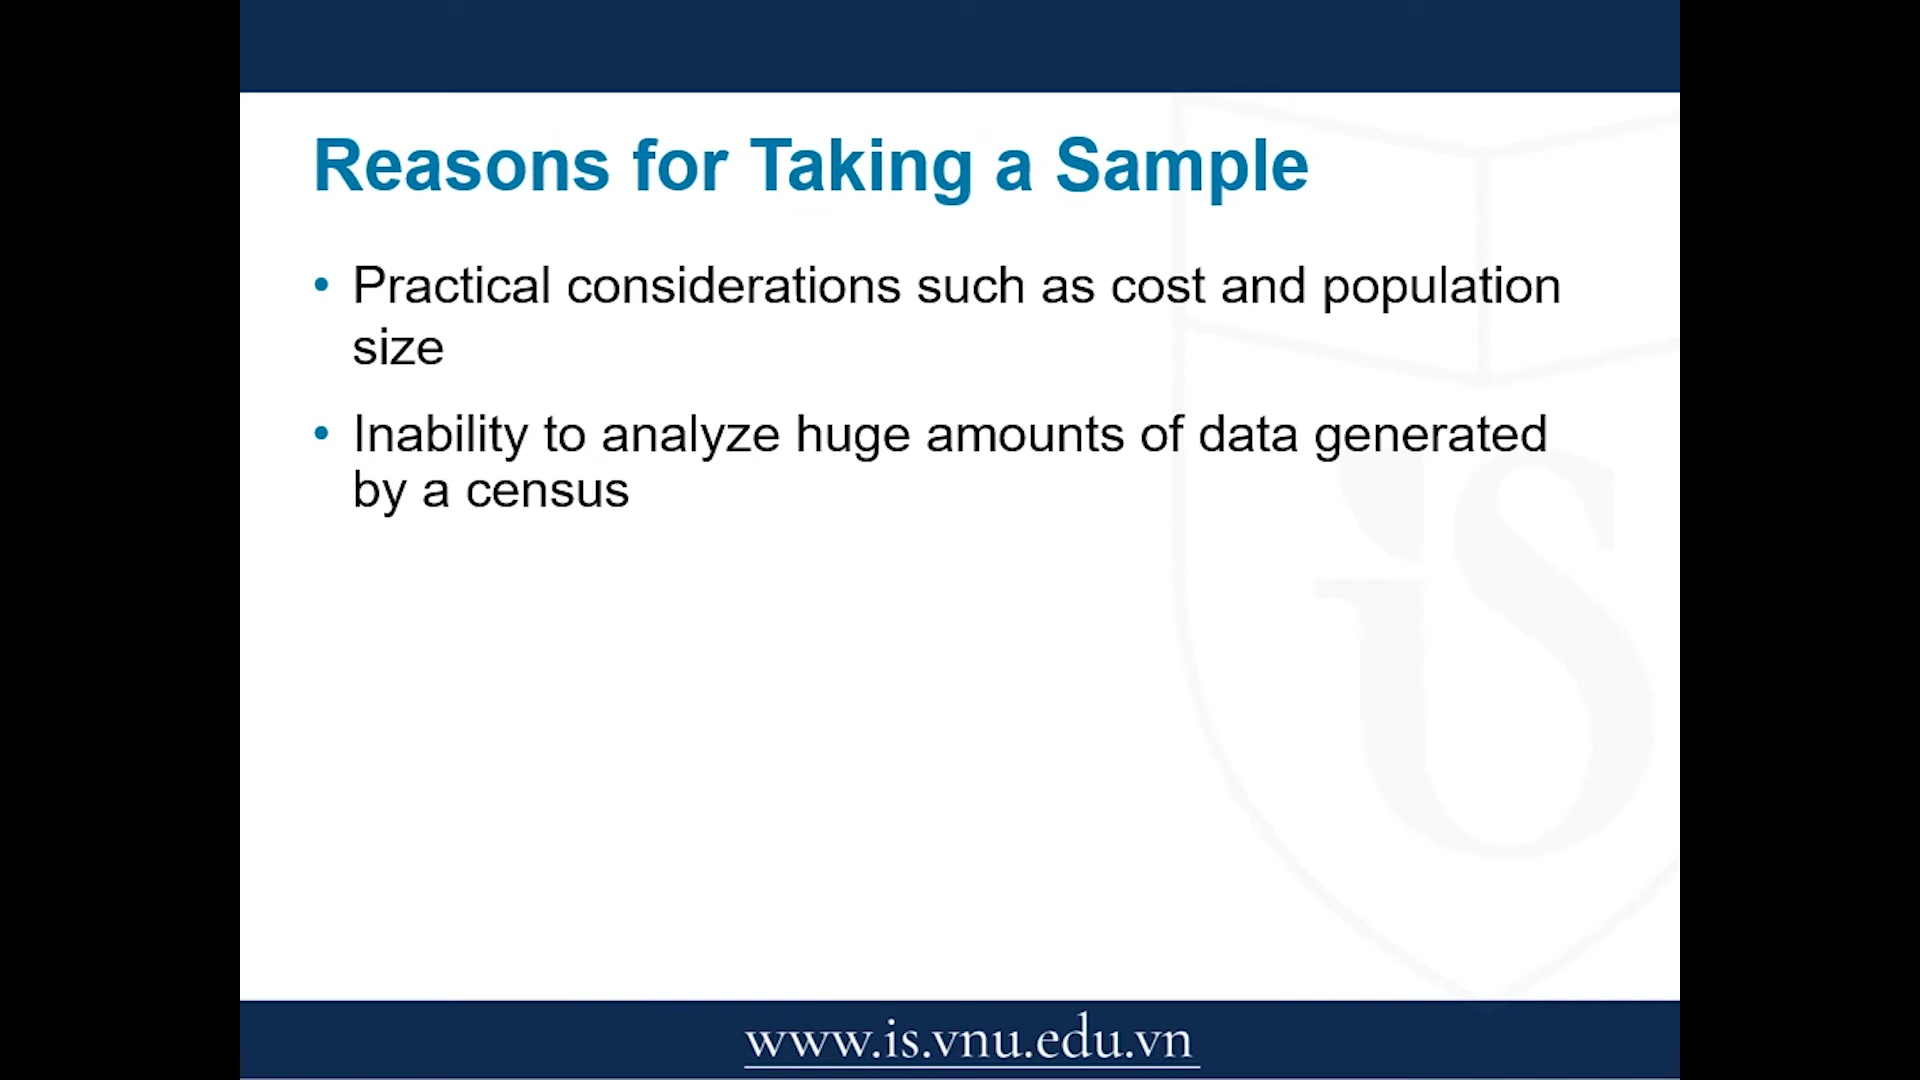 Reasons for Taking a Sample
• Practical considerations such as cost and population
size
• Inability to analyze huge amounts of data generated
by a census
iS
www.is.vnu.edu.vn